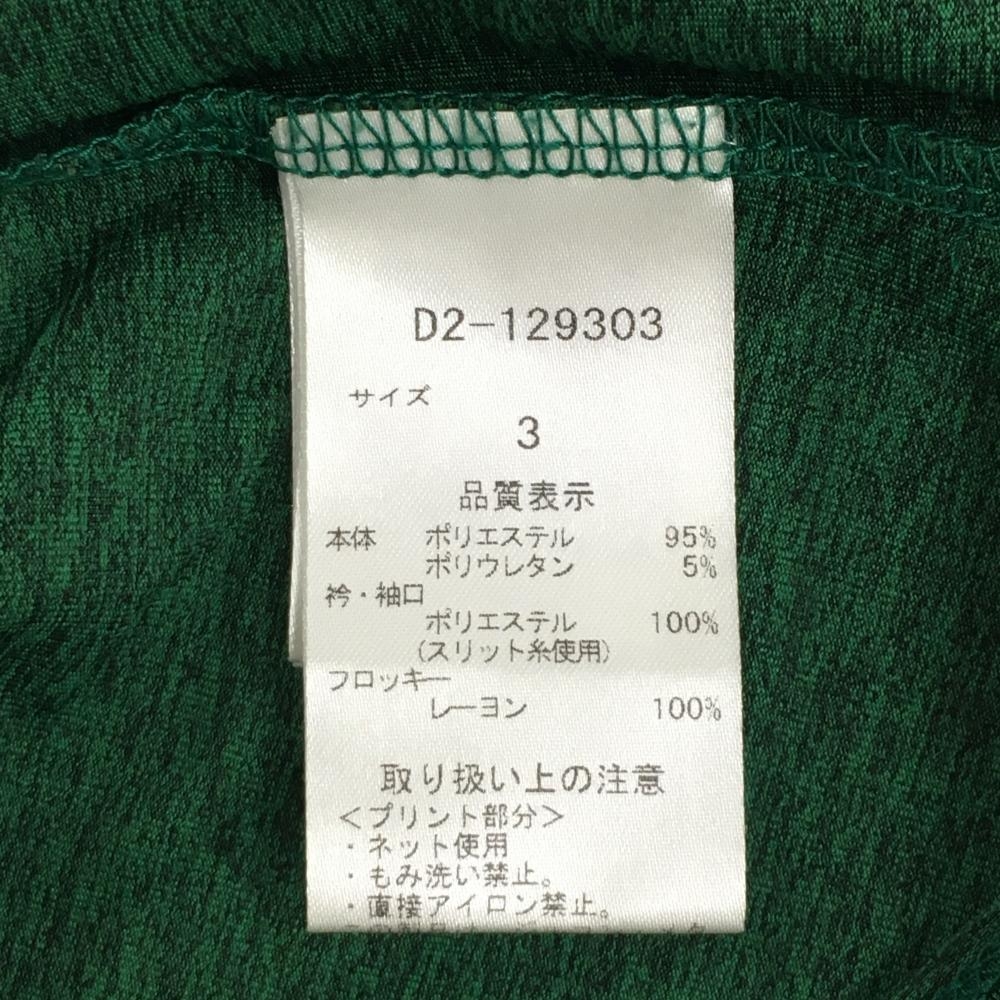 D2-129303
サイズ
3
品質表示
本体 ポリエステル 95%
ポリウレタン 5%
衿・袖口
ポリエステル 100%
(スリット糸使用)
フロッキー
レーヨン 100%
取り扱い上の注意
<プリント部分>
・ネット使用
・もみ洗い禁止。
・直接アイロン禁止。